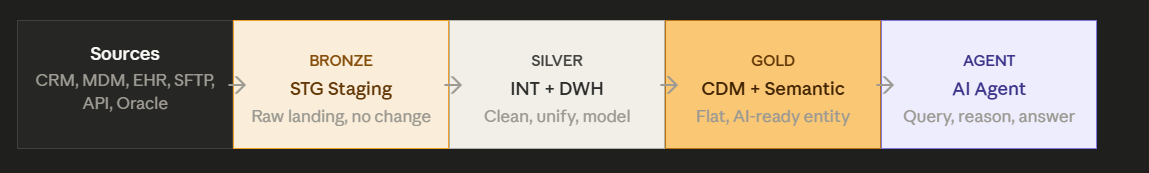 Sources
CRM, MDM, EHR, SFTP,
API, Oracle
BRONZE
STG Staging
Raw landing, no change
SILVER
INT + DWH
Clean, unify, model
GOLD
CDM + Semantic
Flat, AI-ready entity
AGENT
AI Agent
Query, reason, answer